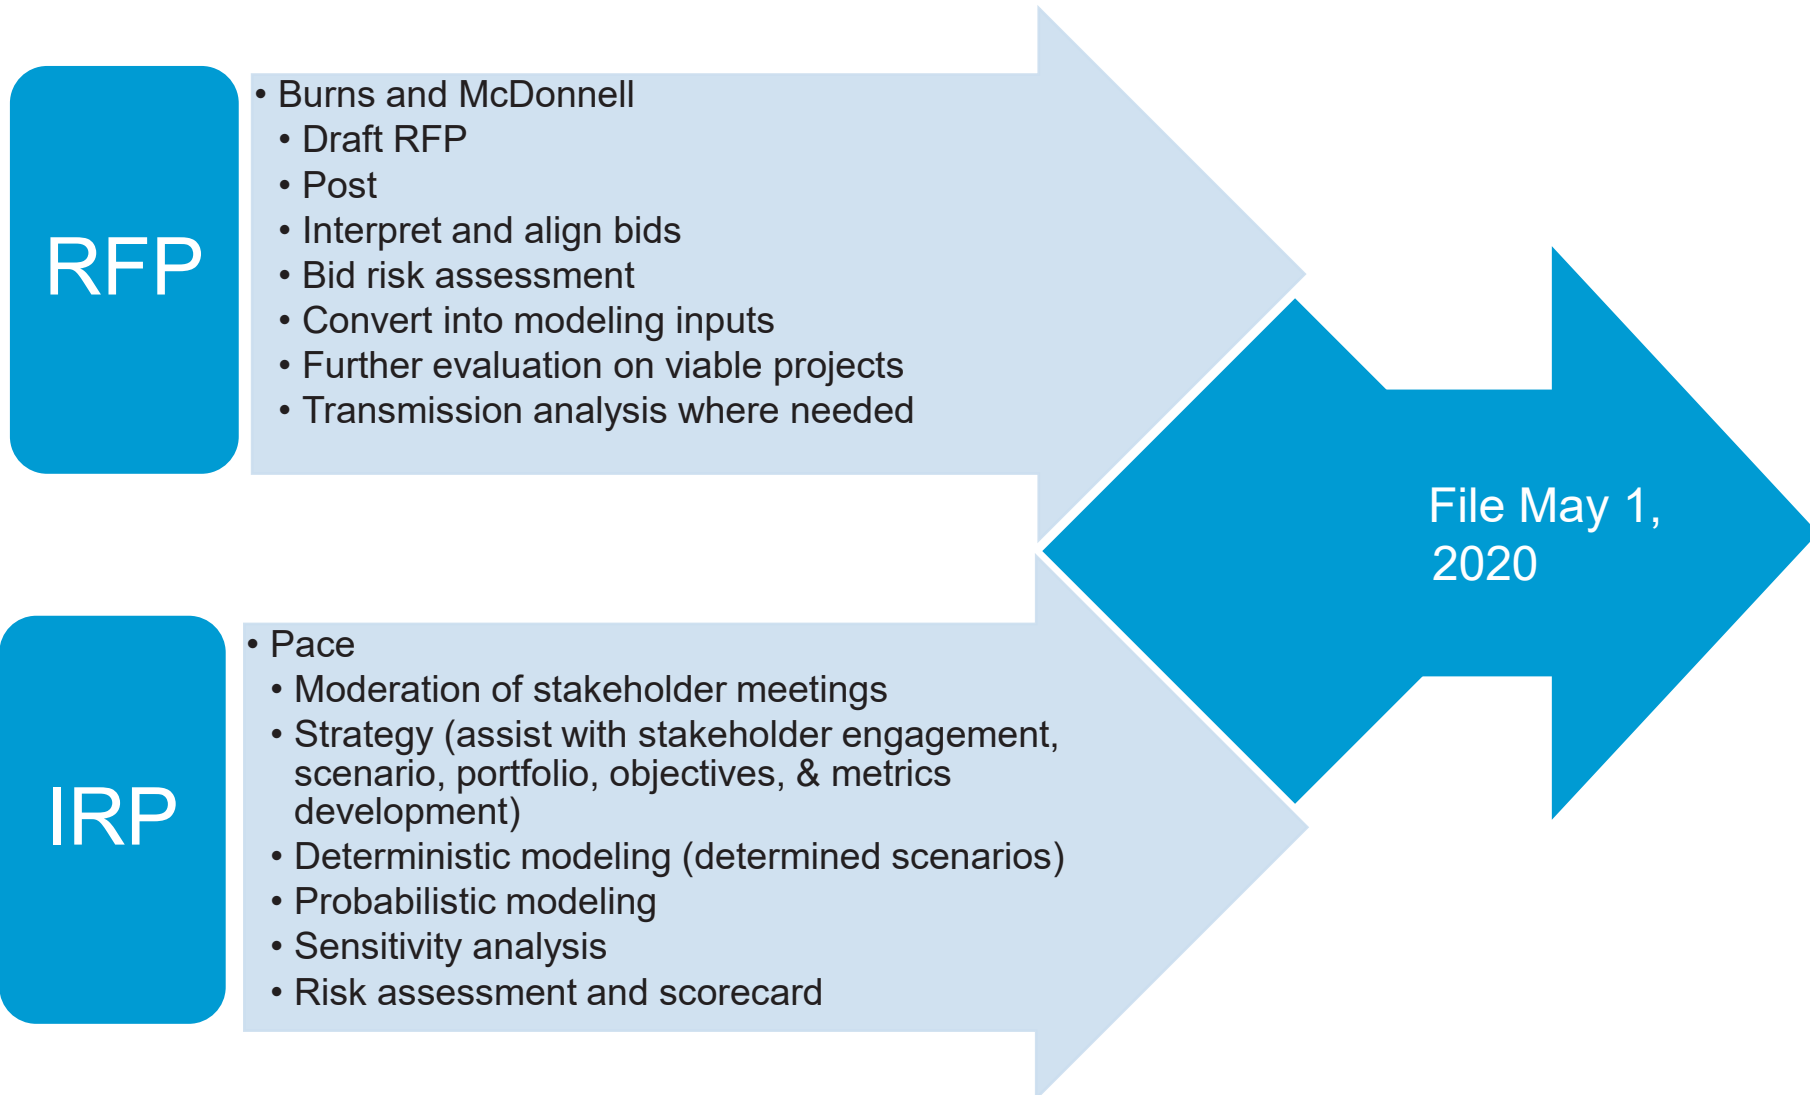 RFP
• Burns and McDonnell
• Draft RFP
• Post
• Interpret and align bids
• Bid risk assessment
• Convert into modeling inputs
• Further evaluation on viable projects
• Transmission analysis where needed
File May 1,
2020
IRP
• Pace
• Moderation of stakeholder meetings
• Strategy (assist with stakeholder engagement,
scenario, portfolio, objectives, & metrics
development)
• Deterministic modeling (determined scenarios)
• Probabilistic modeling
• Sensitivity analysis
• Risk assessment and scorecard